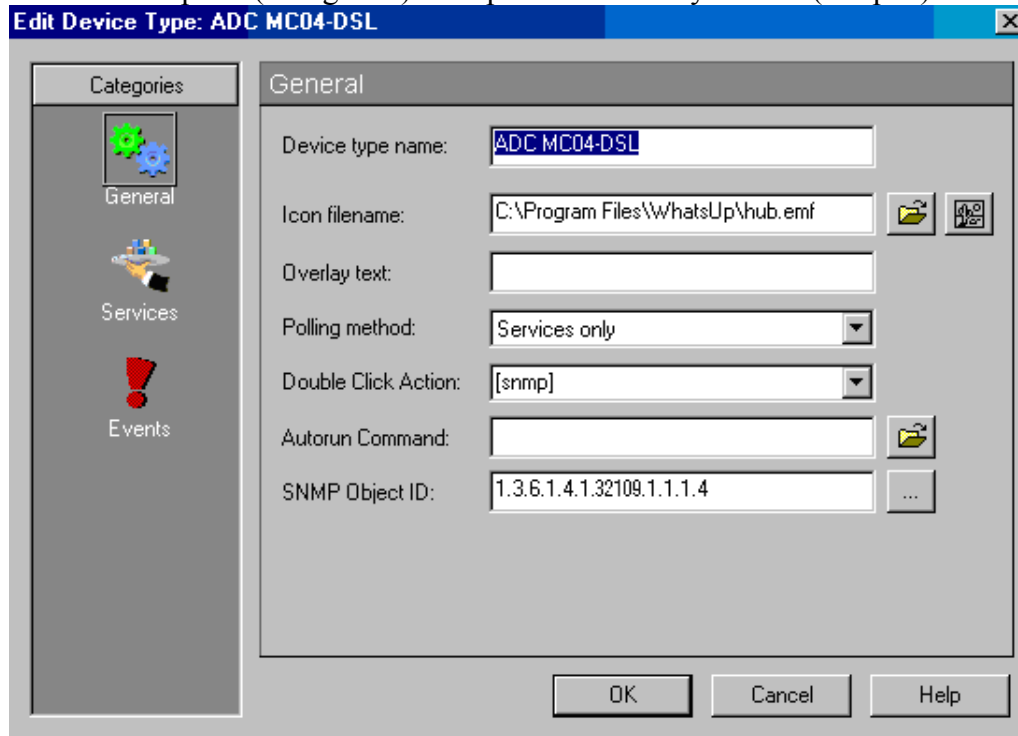 Edit Device Type: ADC MC04-DSL
Categories
General
Services
Events
General
Device type name: ADC MC04-DSL
Icon filename: C:\Program Files\WhatsUp\hub.emf
Overlay text:
Polling method: Services only
Double Click Action: [snmp]
Autorun Command:
SNMP Object ID: 1.3.6.1.4.1.32109.1.1.1.4 ...
OK Cancel Help